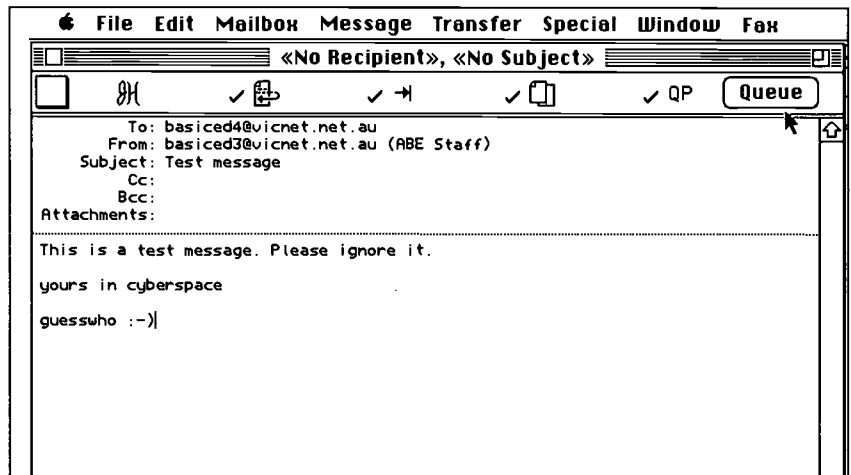 File Edit Mailbox Message Transfer Special Window Fax
«No Recipient», «No Subject»
QP Queue
To: basiced4@vicnet.net.au
From: basiced3@vicnet.net.au (ABE Staff)
Subject: Test message
Cc:
Bcc:
Attachments:
This is a test message. Please ignore it.
yours in cyberspace
guesswho :-)